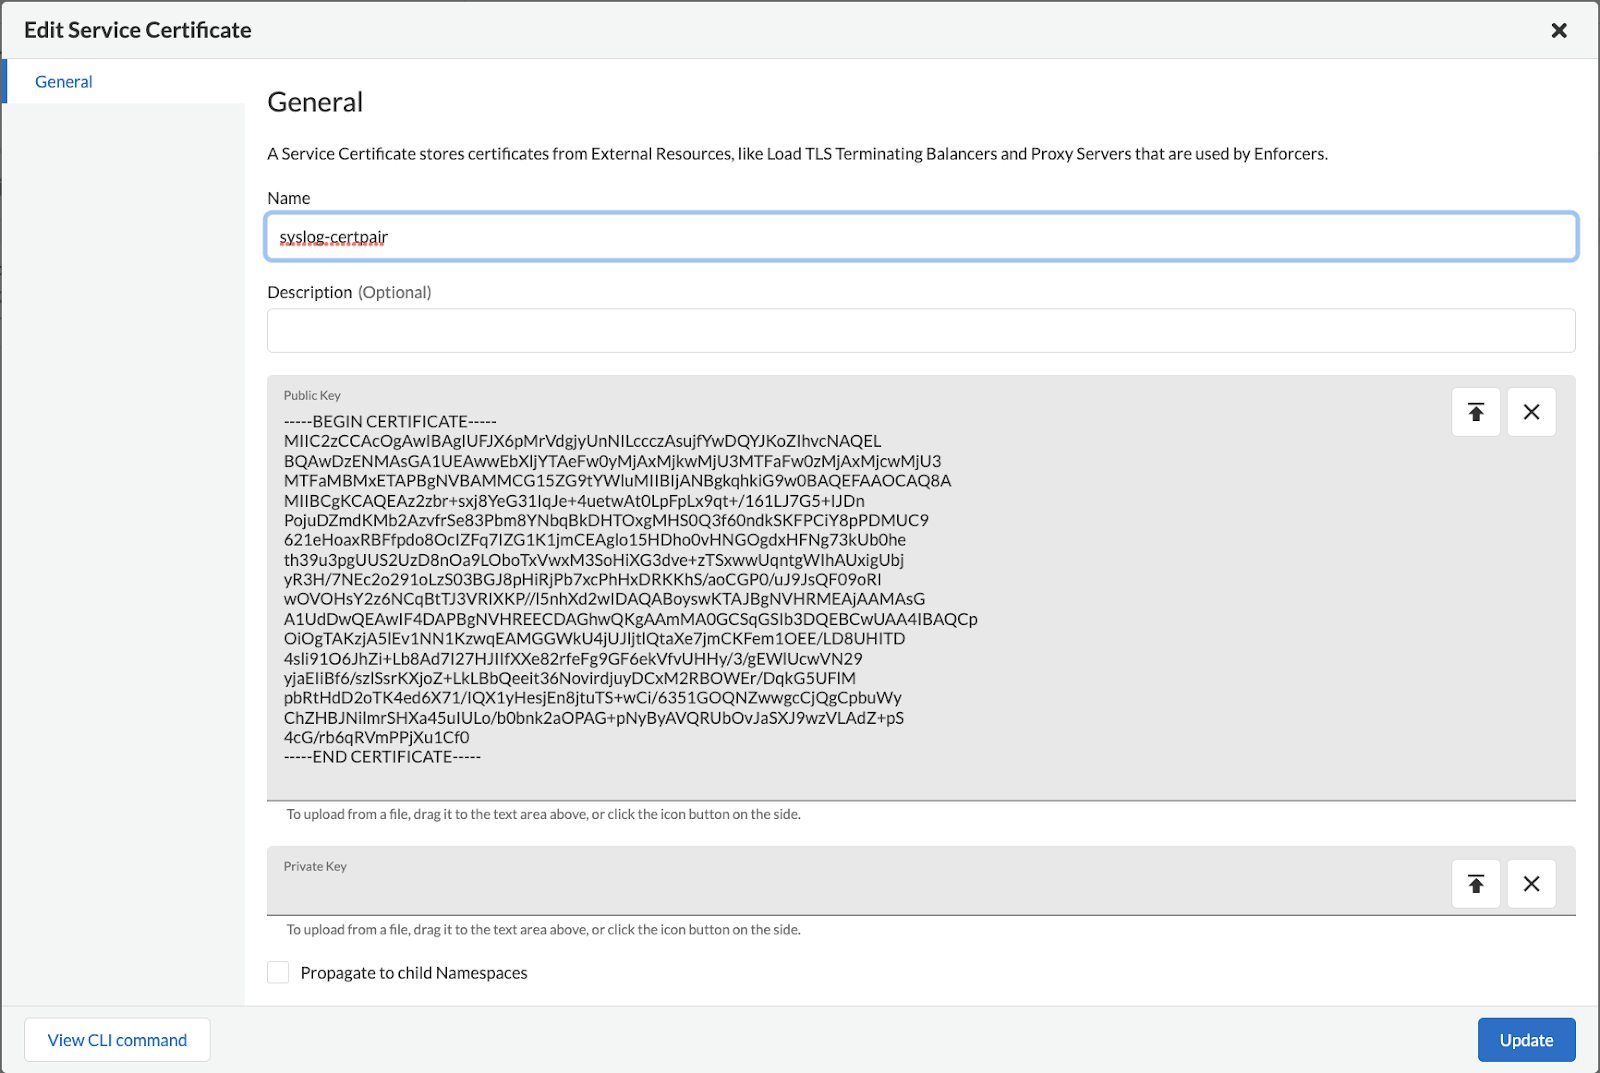 Edit Service Certificate
General
General
A Service Certificate stores certificates from External Resources, like Load TLS Terminating Balancers and Proxy Servers that are used by Enforcers.
Name
syslog-certpair
Description (Optional)
Public Key
-----BEGIN CERTIFICATE-----
MIIC2zCCAcOgAwIBAgIUFJX6pMrVdgjyUnNILccczAsujfYwDQYJKoZIhvcNAQEL
BQAwDzENMAsGA1UEAwwEbXljYTAeFw0yMjAxMjkwMjU3MTFaFw0zMjAxMjcwMjU3
MTFaMBMxETAPBgNVBAMMCG15ZG9tYWluMIIBIjANBgkqhkiG9w0BAQEFAAOCAQ8A
MIIBCgKCAQEAz2zbr+sxj8YeG31IqJe+4uetwAt0LpFpLx9qt+/161LJ7G5+IJDn
PojuDZmdKMb2AzvfrSe83Pbm8YNbqBkDHTOxgMHS0Q3f60ndkSKFPCiY8pPDMUC9
621eHoaxRBFfpdo8OcIZFq7IZG1K1jmCEAglo15HDho0vHNGOgdxHFNg73kUb0he
th39u3pgUUS2UzD8nOa9LOboTxVwxM3SoHiXG3dve+zTSxwwUqntgWIhAUxigUbj
yR3H/7NEc2o291oLzS03BGJ8pHiRjPb7xcPhHxDRKKhS/aoCGP0/uJ9JsQF09oRI
wOVOHsY2z6NCqBtTJ3VRIXKP//l5nhXd2wIDAQABoyswKTAJBgNVHRMEAjAAMAsG
A1UdDwQEAwIF4DAPBgNVHREECDAGhwQKgAAmMA0GCSqGSIb3DQEBCwUAA4IBAQCp
OiOgTAKzjA5lEv1NN1KzwqEAMGGWkU4jUJljtIQtaXe7jmCKFem1OEE/LD8UHITD
4sli91O6JhZi+Lb8Ad7I27HJIIfXXe82rfeFg9GF6ekVfvUHHy/3/gEWlUcwVN29
yjaEIiBf6/szlSsrKXjoZ+LkLBbQeeit36NovirdjuyDCxM2RBOWEr/DqkG5UFIM
pbRtHdD2oTK4ed6X71/IQX1yHesjEn8jtuTS+wCi/6351GOQNZwwgcCjQgCpbuWy
ChZHBJNiImrSHXa45uIULo/b0bnk2aOPAG+pNyByAVQRUbOvJaSXJ9wzVLAdZ+pS
4cG/rb6qRVmPPjXu1Cf0
-----END CERTIFICATE-----
To upload from a file, drag it to the text area above, or click the icon button on the side.
Private Key
To upload from a file, drag it to the text area above, or click the icon button on the side.
Propagate to child Namespaces
View CLI command
Update